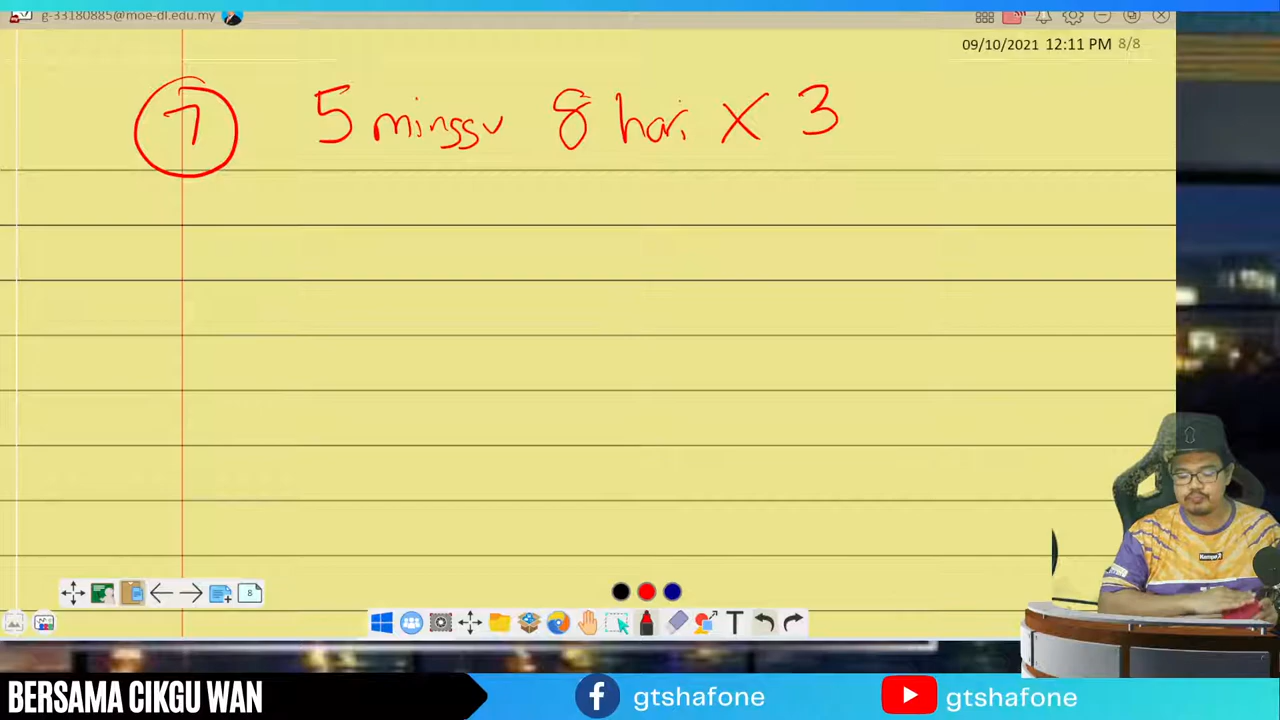 g-33180885@moe-dl.edu.my
09/10/2021 12:11 PM 8/8
7 5 minggu 8 hari X 3
8
T
BERSAMA CIKGU WAN
f gtshafone
gtshafone